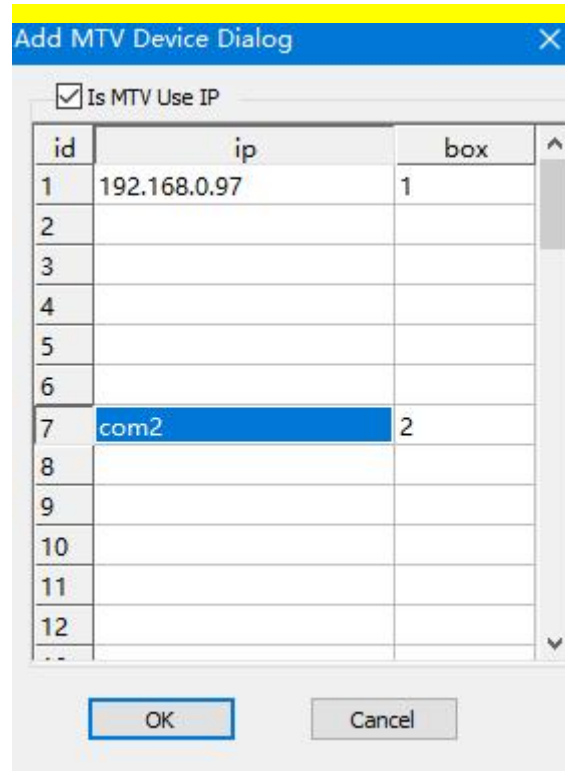 Add MTV Device Dialog
Is MTV Use IP
id ip box
1 192.168.0.97 1
2
3
4
5
6
7 com2 2
8
9
10
11
12
OK Cancel